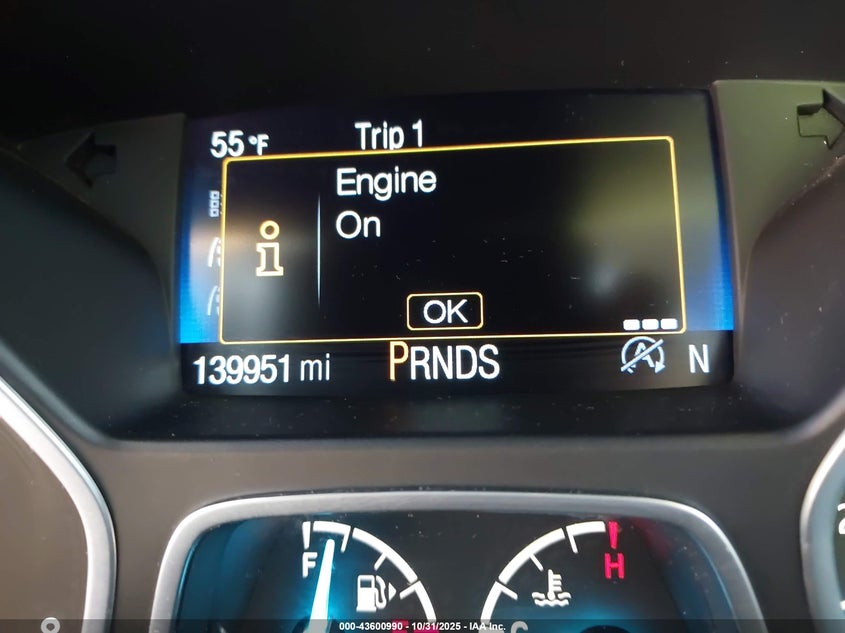 55°F Trip 1
Engine
On
i
OK
139951 mi PRNDS A N
F H
C
000-43600990 - 10/31/2025 - IAA Inc.